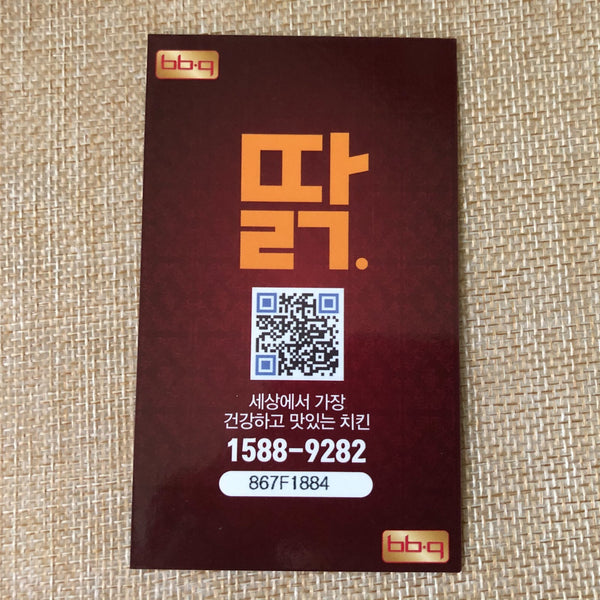 bb.q
딹.
세상에서 가장
건강하고 맛있는 치킨
1588-9282
867F1884
bb.q